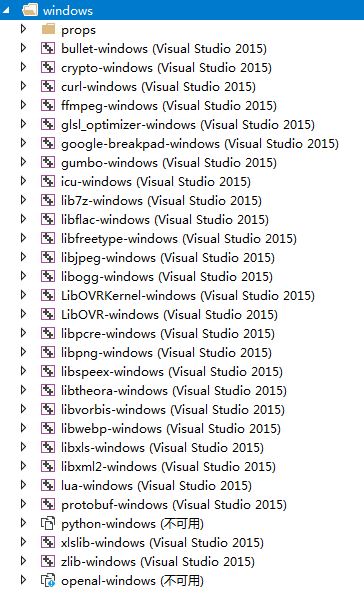 windows
props
bullet-windows (Visual Studio 2015)
crypto-windows (Visual Studio 2015)
curl-windows (Visual Studio 2015)
ffmpeg-windows (Visual Studio 2015)
glsl_optimizer-windows (Visual Studio 2015)
google-breakpad-windows (Visual Studio 2015)
gumbo-windows (Visual Studio 2015)
icu-windows (Visual Studio 2015)
lib7z-windows (Visual Studio 2015)
libflac-windows (Visual Studio 2015)
libfreetype-windows (Visual Studio 2015)
libjpeg-windows (Visual Studio 2015)
libogg-windows (Visual Studio 2015)
LibOVRKernel-windows (Visual Studio 2015)
LibOVR-windows (Visual Studio 2015)
libpcre-windows (Visual Studio 2015)
libpng-windows (Visual Studio 2015)
libspeex-windows (Visual Studio 2015)
libtheora-windows (Visual Studio 2015)
libvorbis-windows (Visual Studio 2015)
libwebp-windows (Visual Studio 2015)
libxls-windows (Visual Studio 2015)
libxml2-windows (Visual Studio 2015)
lua-windows (Visual Studio 2015)
protobuf-windows (Visual Studio 2015)
python-windows (不可用)
xlslib-windows (Visual Studio 2015)
zlib-windows (Visual Studio 2015)
openal-windows (不可用)